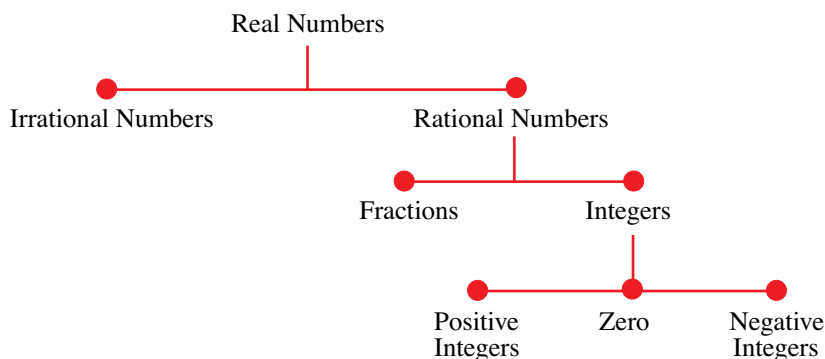 Real Numbers
Irrational Numbers
Rational Numbers
Fractions
Integers
Positive
Integers
Zero
Negative
Integers